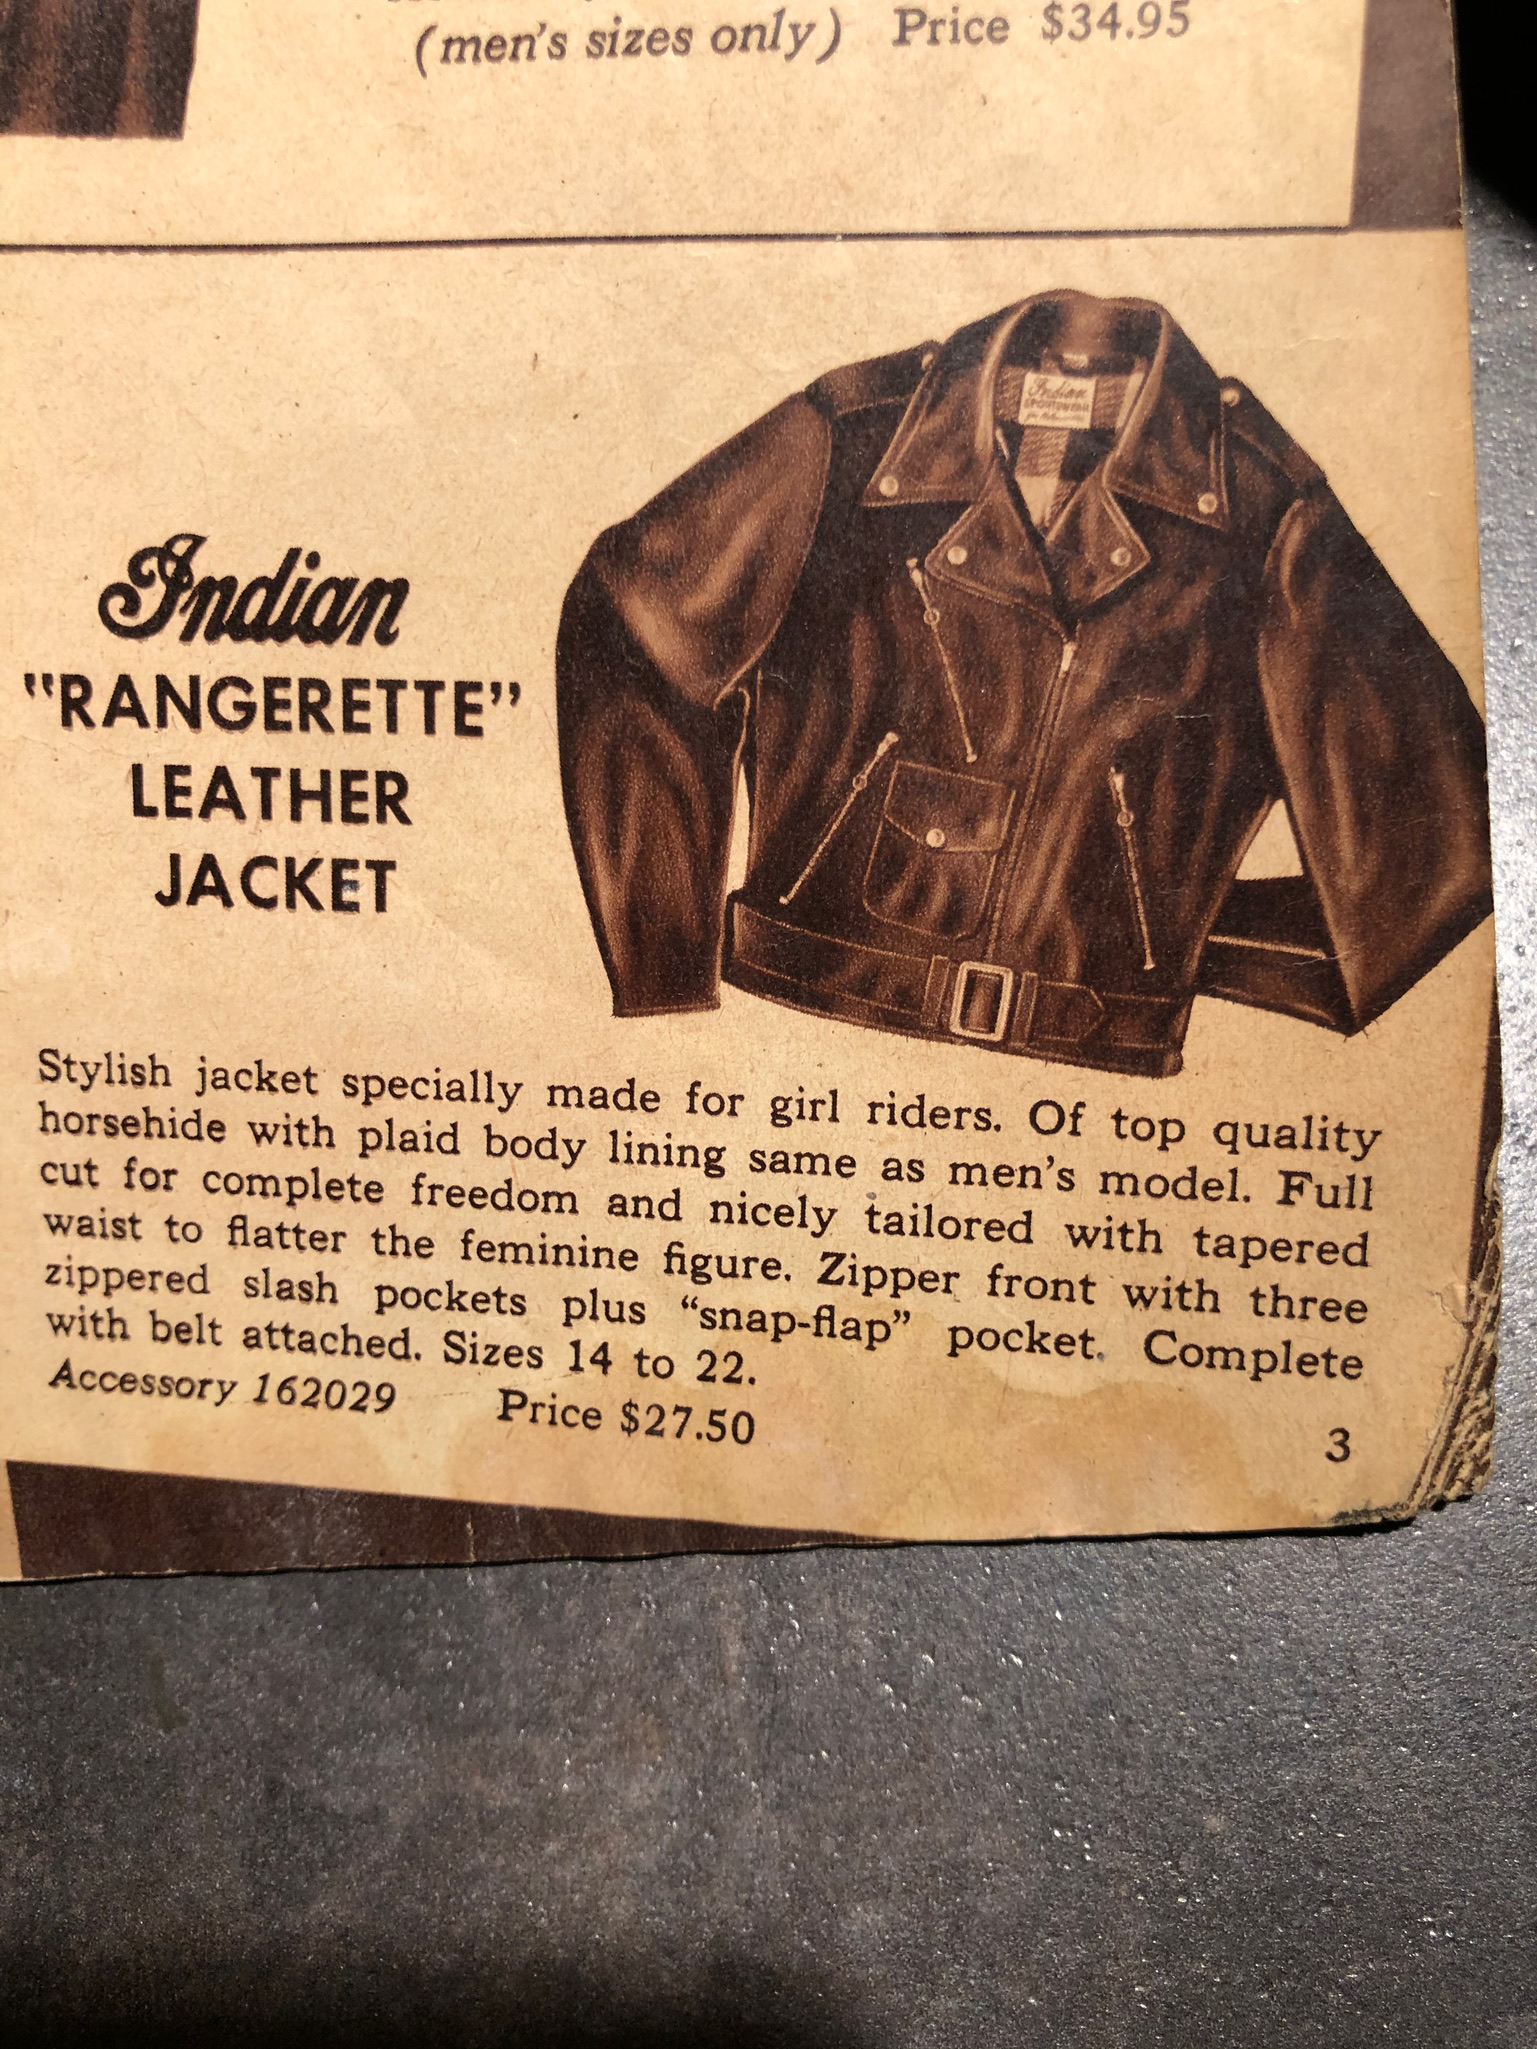 (men's sizes only) Price $34.95
Indian
SPORTSWEAR
Indian
"RANGERETTE"
LEATHER
JACKET
Stylish jacket specially made for girl riders. Of top quality
horsehide with plaid body lining same as men's model. Full
cut for complete freedom and nicely tailored with tapered
waist to flatter the feminine figure. Zipper front with three
zippered slash pockets plus “snap-flap” pocket. Complete
with belt attached. Sizes 14 to 22.
Accessory 162029 Price $27.50
3